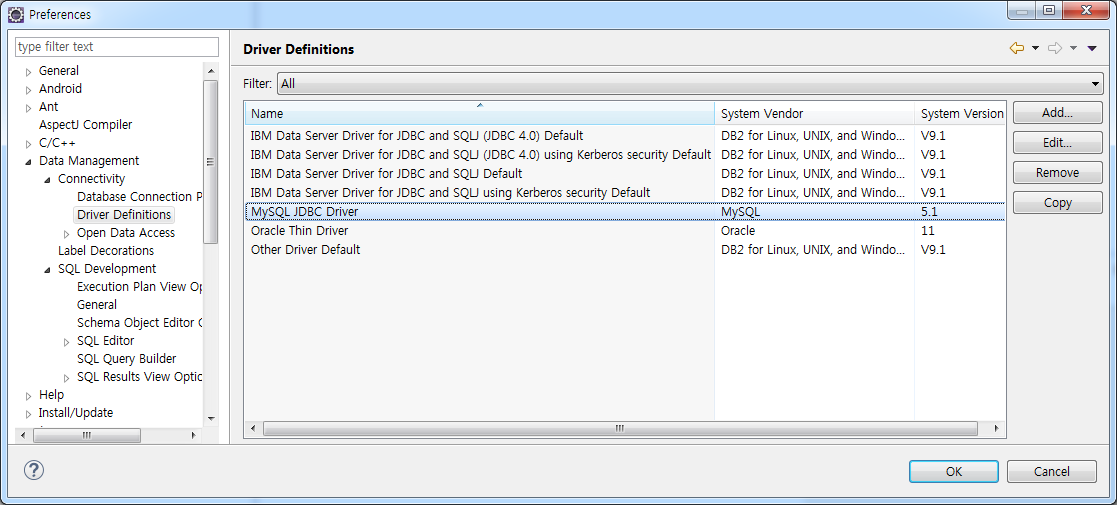 Preferences
type filter text
General
Android
Ant
AspectJ Compiler
C/C++
Data Management
Connectivity
Database Connection P
Driver Definitions
Open Data Access
Label Decorations
SQL Development
Execution Plan View Op
General
Schema Object Editor C
SQL Editor
SQL Query Builder
SQL Results View Optic
Help
Install/Update
Driver Definitions
Filter: All
Name System Vendor System Version
IBM Data Server Driver for JDBC and SQLJ (JDBC 4.0) Default DB2 for Linux, UNIX, and Windo... V9.1
IBM Data Server Driver for JDBC and SQLJ (JDBC 4.0) using Kerberos security Default DB2 for Linux, UNIX, and Windo... V9.1
IBM Data Server Driver for JDBC and SQLJ Default DB2 for Linux, UNIX, and Windo... V9.1
IBM Data Server Driver for JDBC and SQLJ using Kerberos security Default DB2 for Linux, UNIX, and Windo... V9.1
MySQL JDBC Driver MySQL 5.1
Oracle Thin Driver Oracle 11
Other Driver Default DB2 for Linux, UNIX, and Windo... V9.1
Add...
Edit...
Remove
Copy
?
OK Cancel